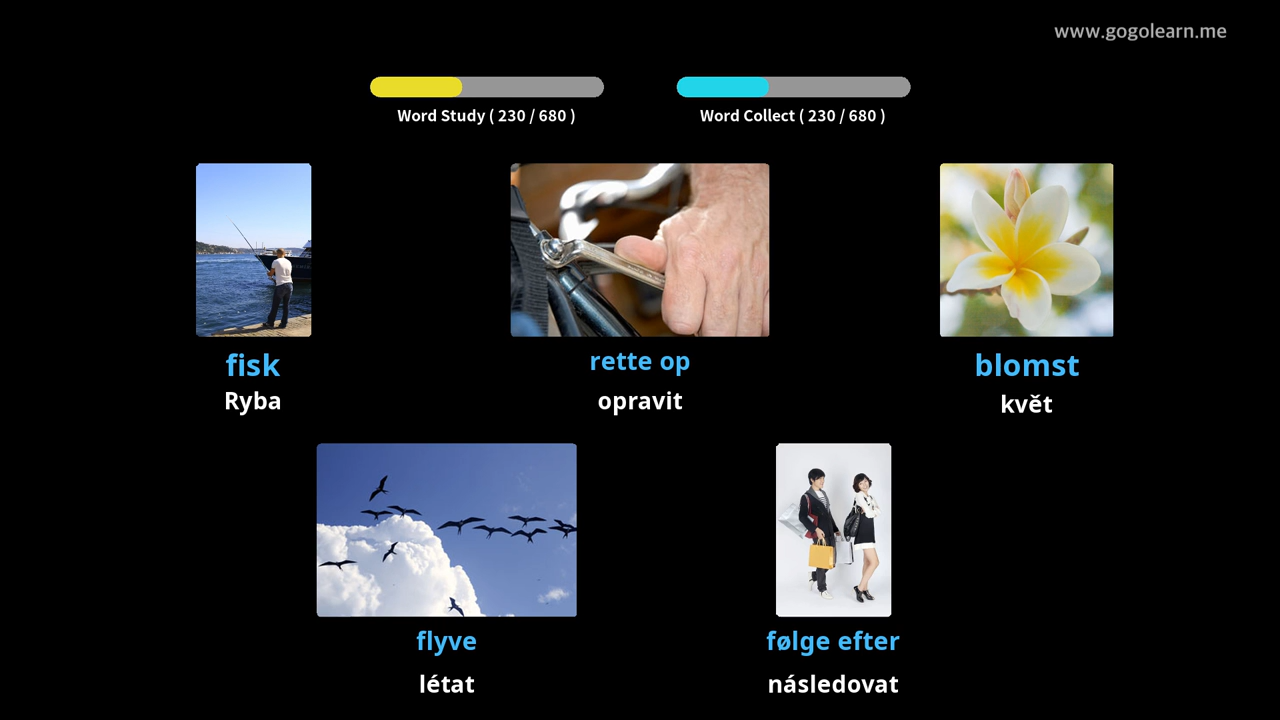 www.gogolearn.me
Word Study ( 230 / 680 )
Word Collect ( 230 / 680 )
fisk
Ryba
rette op
opravit
blomst
květ
flyve
létat
følge efter
následovat